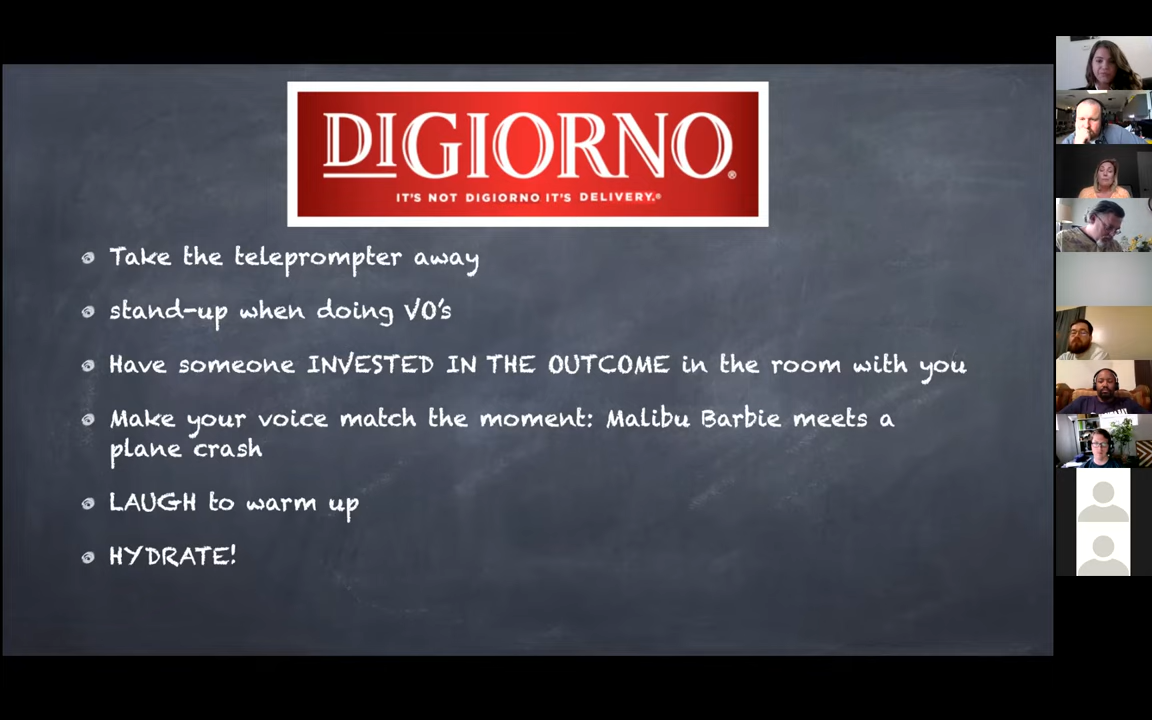 DIGIORNO®
IT'S NOT DIGIORNO IT'S DELIVERY.®
Take the teleprompter away
stand-up when doing VO's
Have someone INVESTED IN THE OUTCOME in the room with you
Make your voice match the moment: Malibu Barbie meets a
plane crash
LAUGH to warm up
HYDRATE!